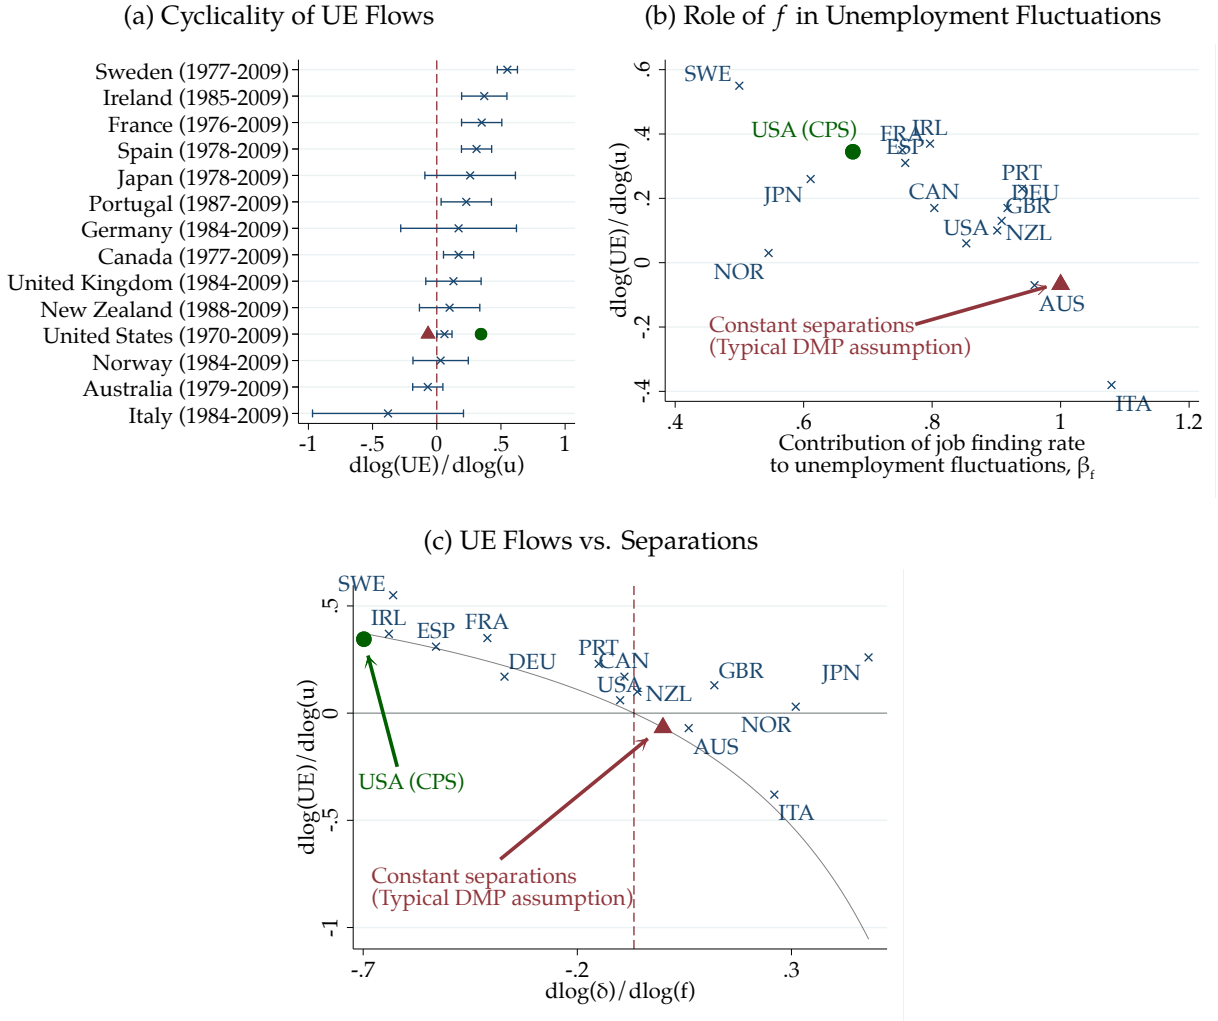 (a) Cyclicality of UE Flows
Sweden (1977-2009)
Ireland (1985-2009)
France (1976-2009)
Spain (1978-2009)
Japan (1978-2009)
Portugal (1987-2009)
Germany (1984-2009)
Canada (1977-2009)
United Kingdom (1984-2009)
New Zealand (1988-2009)
United States (1970-2009)
Norway (1984-2009)
Australia (1979-2009)
Italy (1984-2009)
-1 -.5 0 .5 1
dlog(UE)/dlog(u)
(b) Role of f in Unemployment Fluctuations
dlog(UE)/dlog(u)
.6
.4
.2
0
-.2
-.4
SWE
USA (CPS)
FRA
IRL
ESP
JPN
PRT
CAN
DEU
GBR
USA
NZL
NOR
AUS
Constant separations
(Typical DMP assumption)
ITA
.4 .6 .8 1 1.2
Contribution of job finding rate
to unemployment fluctuations, βf
(c) UE Flows vs. Separations
dlog(UE)/dlog(u)
.5
0
-.5
-1
SWE
IRL
ESP
FRA
DEU
PRT
CAN
USA
NZL
GBR
JPN
NOR
AUS
USA (CPS)
ITA
Constant separations
(Typical DMP assumption)
-.7 -.2 .3
dlog(δ)/dlog(f)